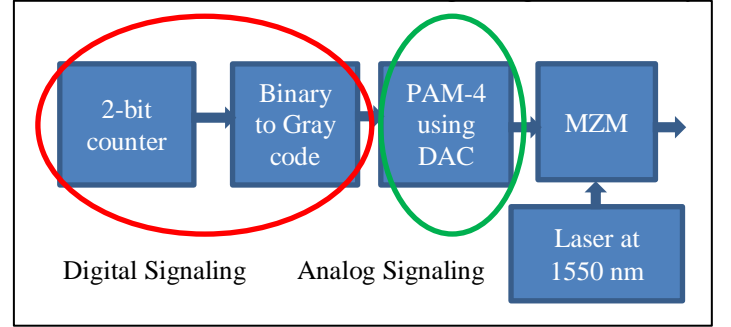 2-bit
counter
Binary
to Gray
code
PAM-4
using
DAC
MZM
Laser at
1550 nm
Digital Signaling
Analog Signaling